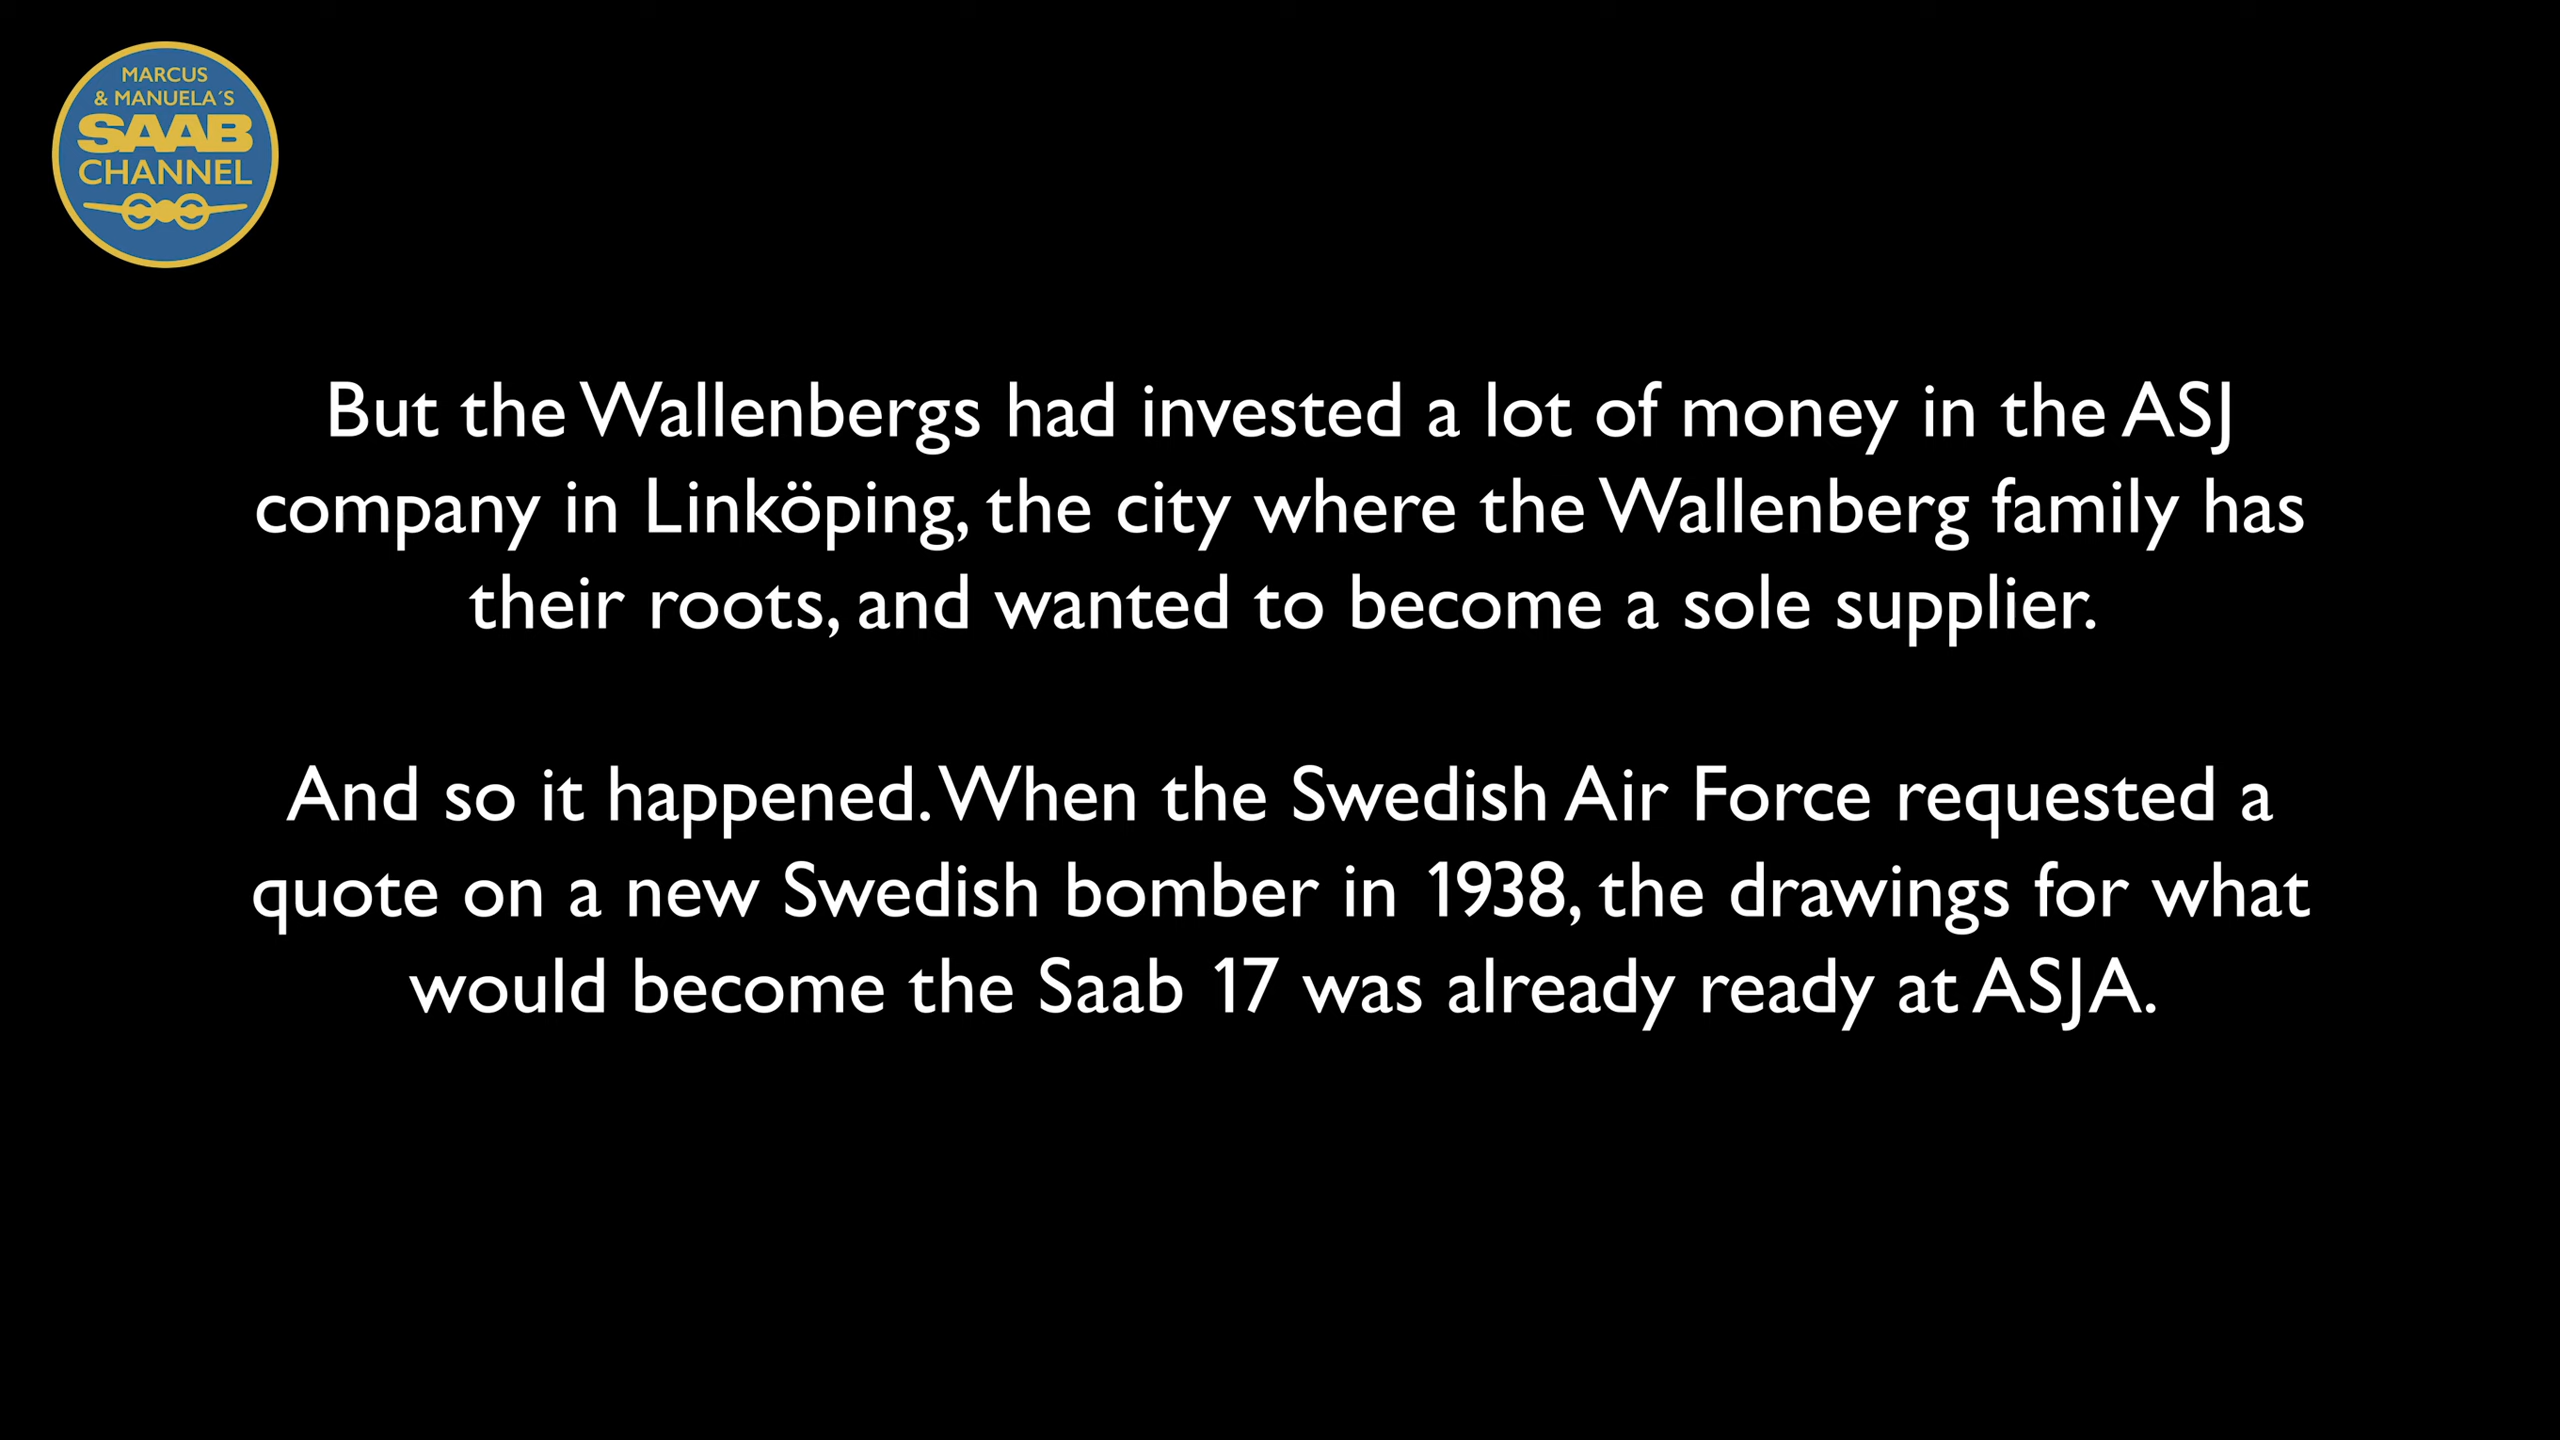 MARCUS
& MANUELA´S
SAAB
CHANNEL
But the Wallenbergs had invested a lot of money in the ASJ
company in Linköping, the city where the Wallenberg family has
their roots, and wanted to become a sole supplier.
And so it happened. When the Swedish Air Force requested a
quote on a new Swedish bomber in 1938, the drawings for what
would become the Saab 17 was already ready at ASJA.